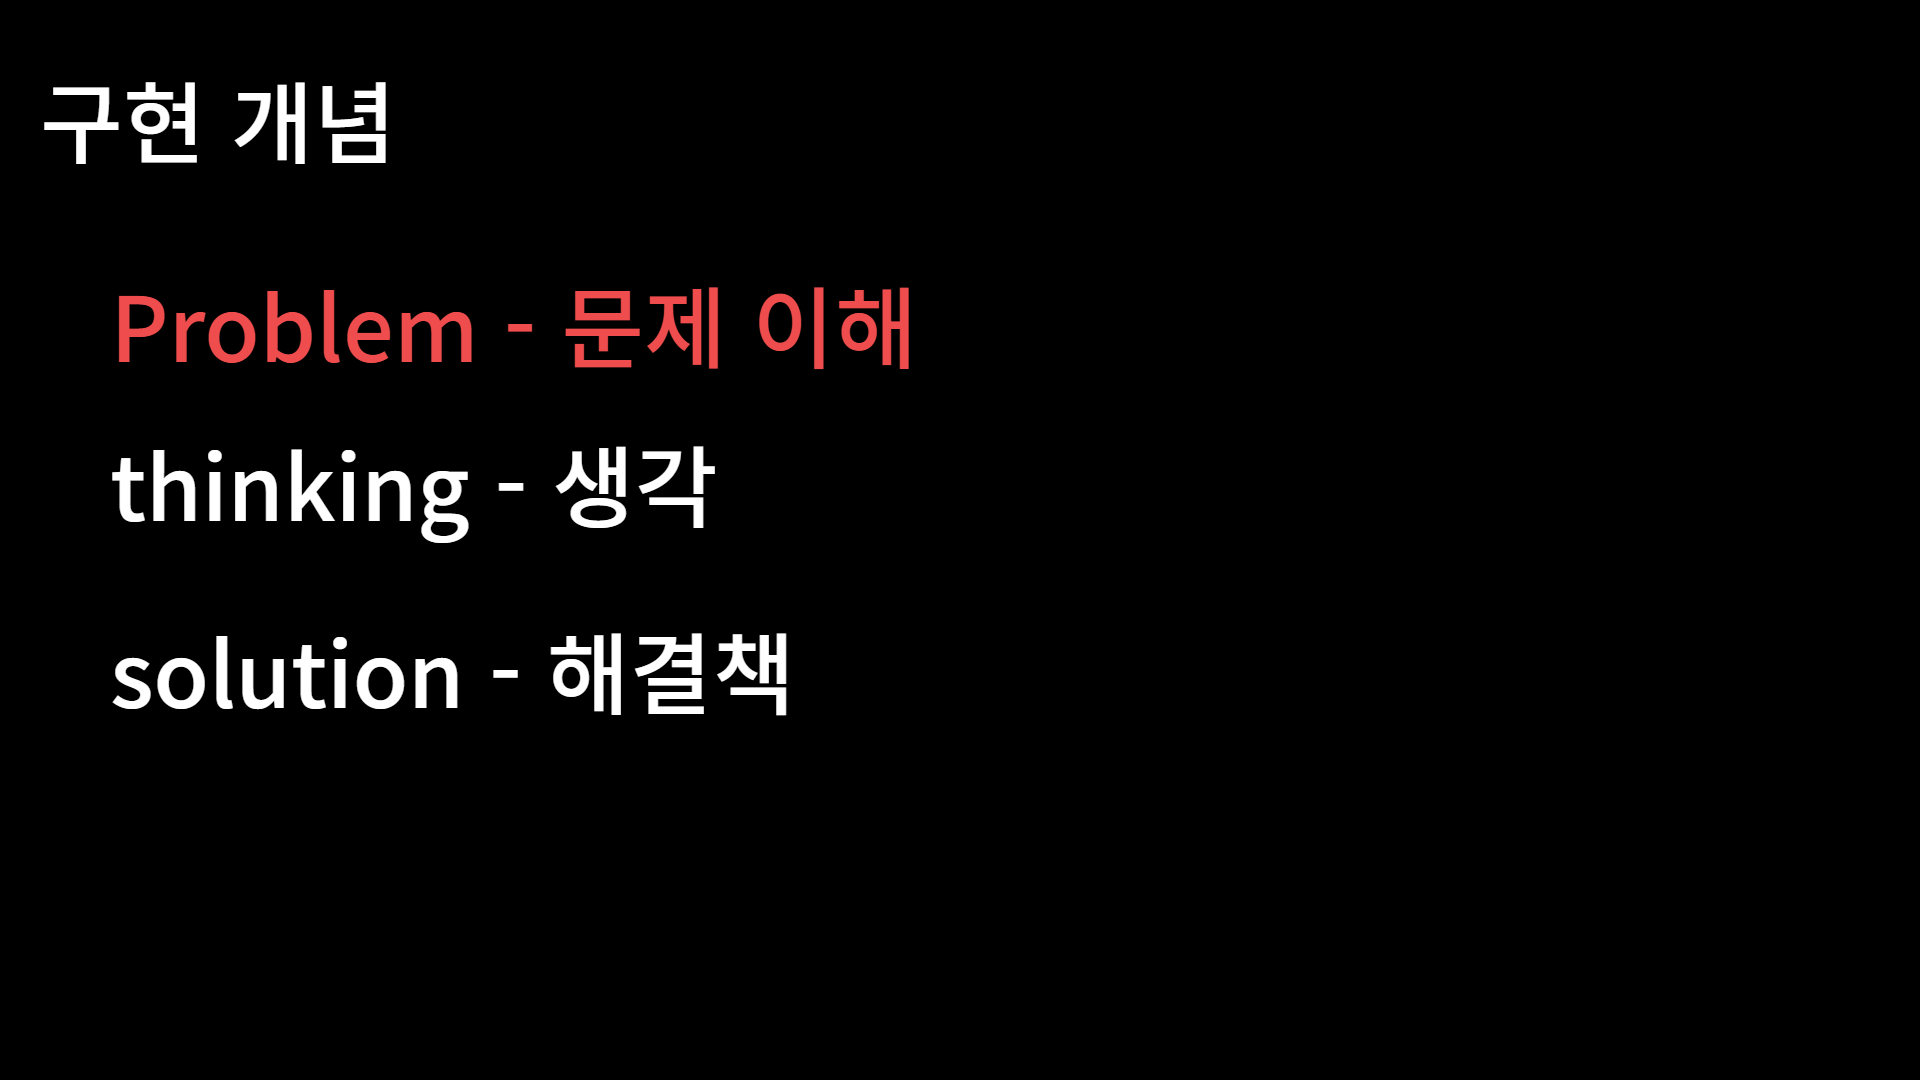 구현 개념
Problem - 문제 이해
thinking - 생각
solution - 해결책